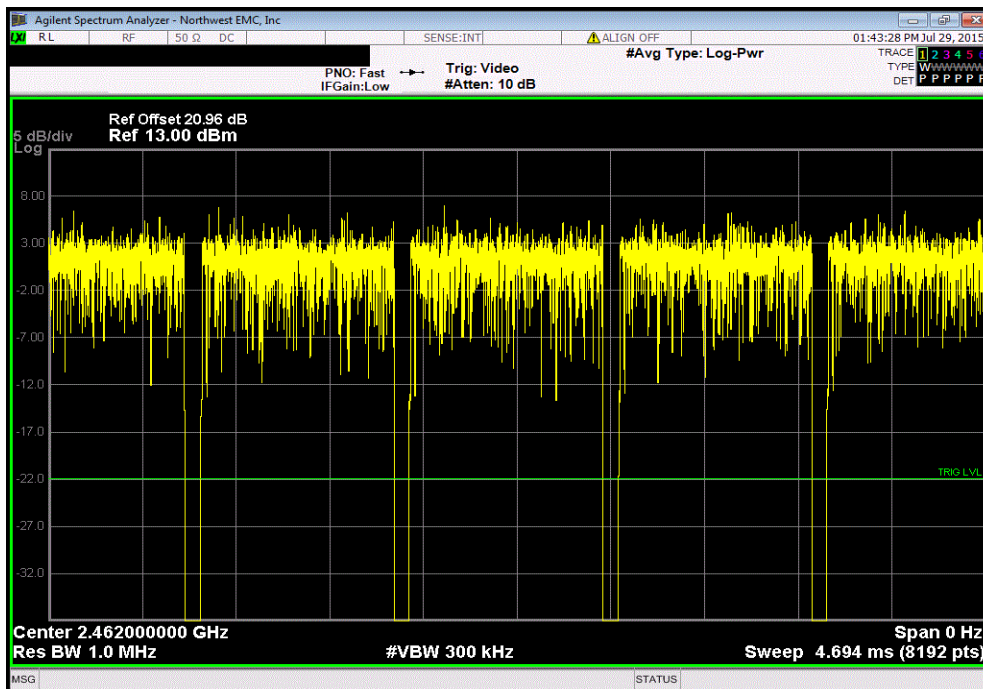 Agilent Spectrum Analyzer - Northwest EMC, Inc
LXI RL RF 50 Ω DC SENSE:INT ALIGN OFF 01:43:28 PM Jul 29, 2015
#Avg Type: Log-Pwr
TRACE 1 2 3 4 5 6
PNO: Fast Trig: Video TYPE WWWWWW
IFGain:Low #Atten: 10 dB DET P P P P P P
Ref Offset 20.96 dB
5 dB/div Ref 13.00 dBm
Log
8.00
3.00
-2.00
-7.00
-12.0
-17.0
-22.0 TRIG LVL
-27.0
-32.0
Center 2.462000000 GHz Span 0 Hz
Res BW 1.0 MHz #VBW 300 kHz Sweep 4.694 ms (8192 pts)
MSG STATUS